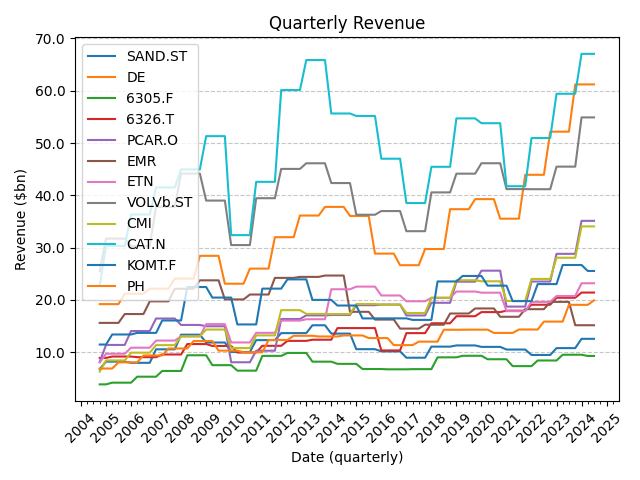 Quarterly Revenue
70.0
60.0
50.0
40.0
30.0
20.0
10.0
Revenue ($bn)
SAND.ST
DE
6305.F
6326.T
PCAR.O
EMR
ETN
VOLVb.ST
CMI
CAT.N
KOMT.F
PH
2004
2005
2006
2007
2008
2009
2010
2011
2012
2013
2014
2015
2016
2017
2018
2019
2020
2021
2022
2023
2024
2025
Date (quarterly)